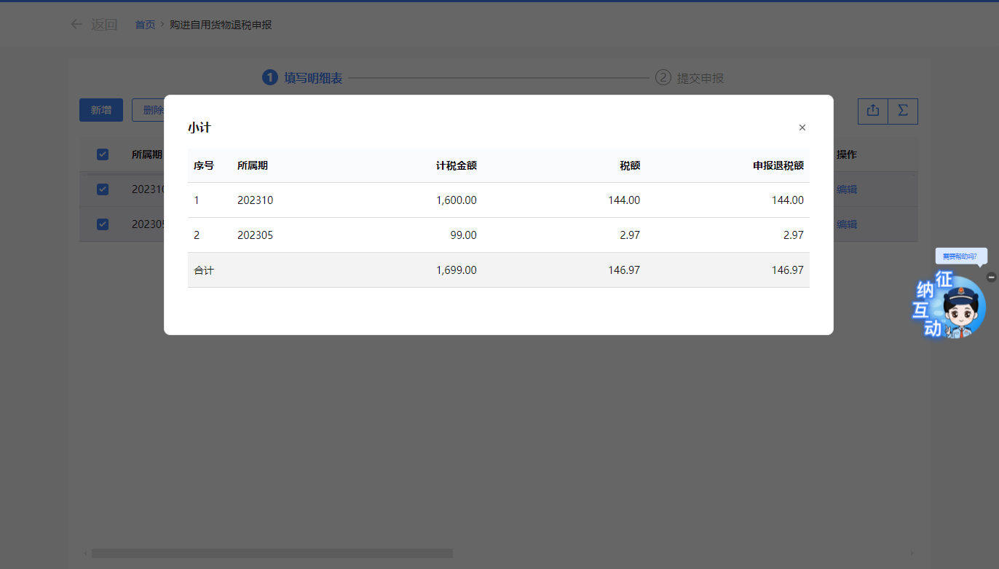 返回 首页 › 购进自用货物退税申报
1 填写明细表 2 提交申报
新增 删除
小计 ×
所属期 操作
序号 所属期 计税金额 税额 申报退税额
1 202310 1,600.00 144.00 144.00
202310 编辑
2 202305 99.00 2.97 2.97
202305 编辑
合计 1,699.00 146.97 146.97
需要帮助吗?
征
纳
互
动